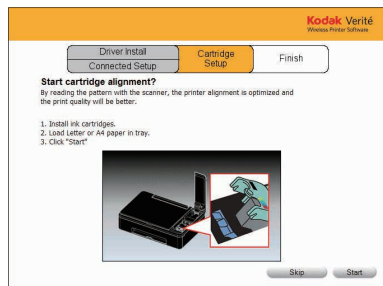 Kodak Verité
Wireless Printer Software
Driver Install
Connected Setup
Cartridge
Setup
Finish
Start cartridge alignment?
By reading the pattern with the scanner, the printer alignment is optimized and
the print quality will be better.
1. Install ink cartridges.
2. Load Letter or A4 paper in tray.
3. Click "Start"
Skip
Start